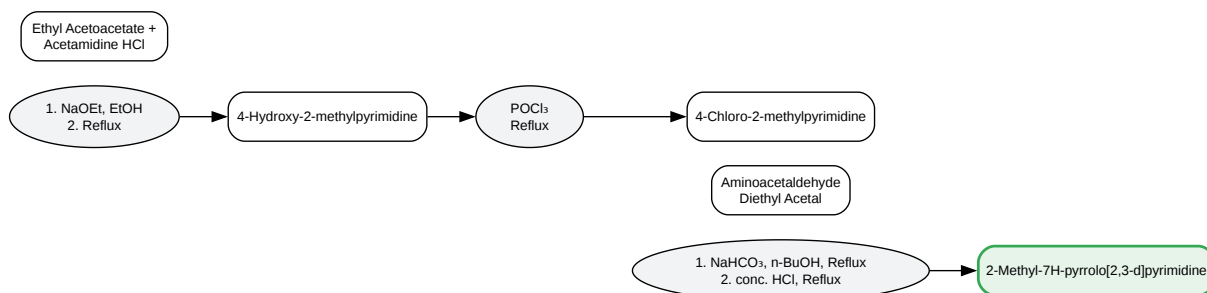 Ethyl Acetoacetate +
Acetamidine HCl
1. NaOEt, EtOH
2. Reflux
4-Hydroxy-2-methylpyrimidine
POCl₃
Reflux
4-Chloro-2-methylpyrimidine
Aminoacetaldehyde
Diethyl Acetal
1. NaHCO₃, n-BuOH, Reflux
2. conc. HCl, Reflux
2-Methyl-7H-pyrrolo[2,3-d]pyrimidine